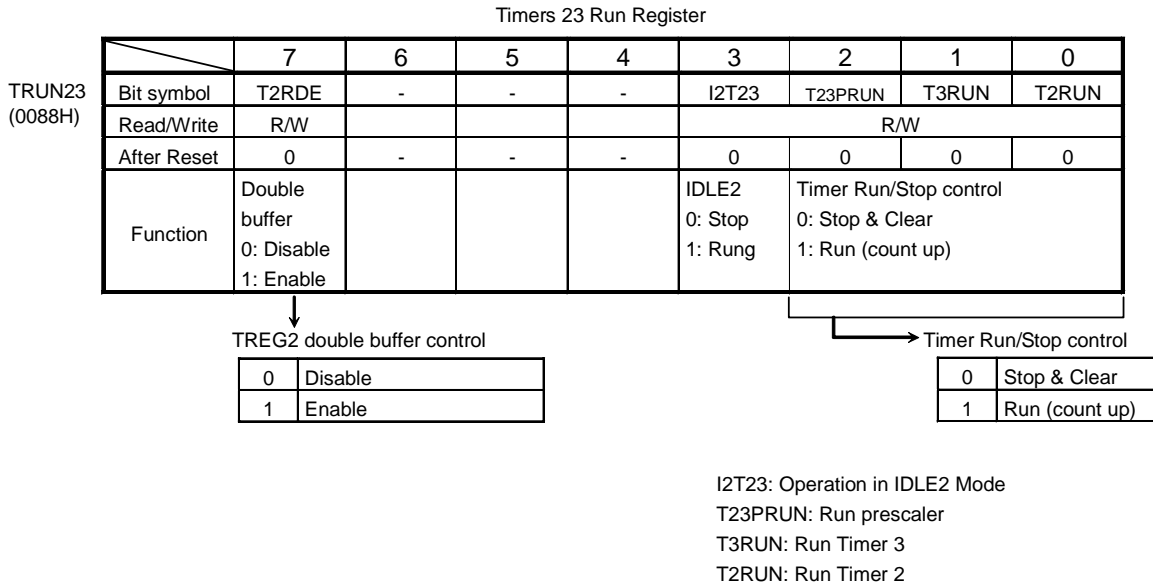 Timers 23 Run Register
7 6 5 4 3 2 1 0
TRUN23
(0088H)
Bit symbol T2RDE - - - I2T23 T23PRUN T3RUN T2RUN
Read/Write R/W R/W
After Reset 0 - - - 0 0 0 0
Function
Double
buffer
0: Disable
1: Enable
IDLE2
0: Stop
1: Rung
Timer Run/Stop control
0: Stop & Clear
1: Run (count up)
TREG2 double buffer control
0 Disable
1 Enable
Timer Run/Stop control
0 Stop & Clear
1 Run (count up)
I2T23: Operation in IDLE2 Mode
T23PRUN: Run prescaler
T3RUN: Run Timer 3
T2RUN: Run Timer 2